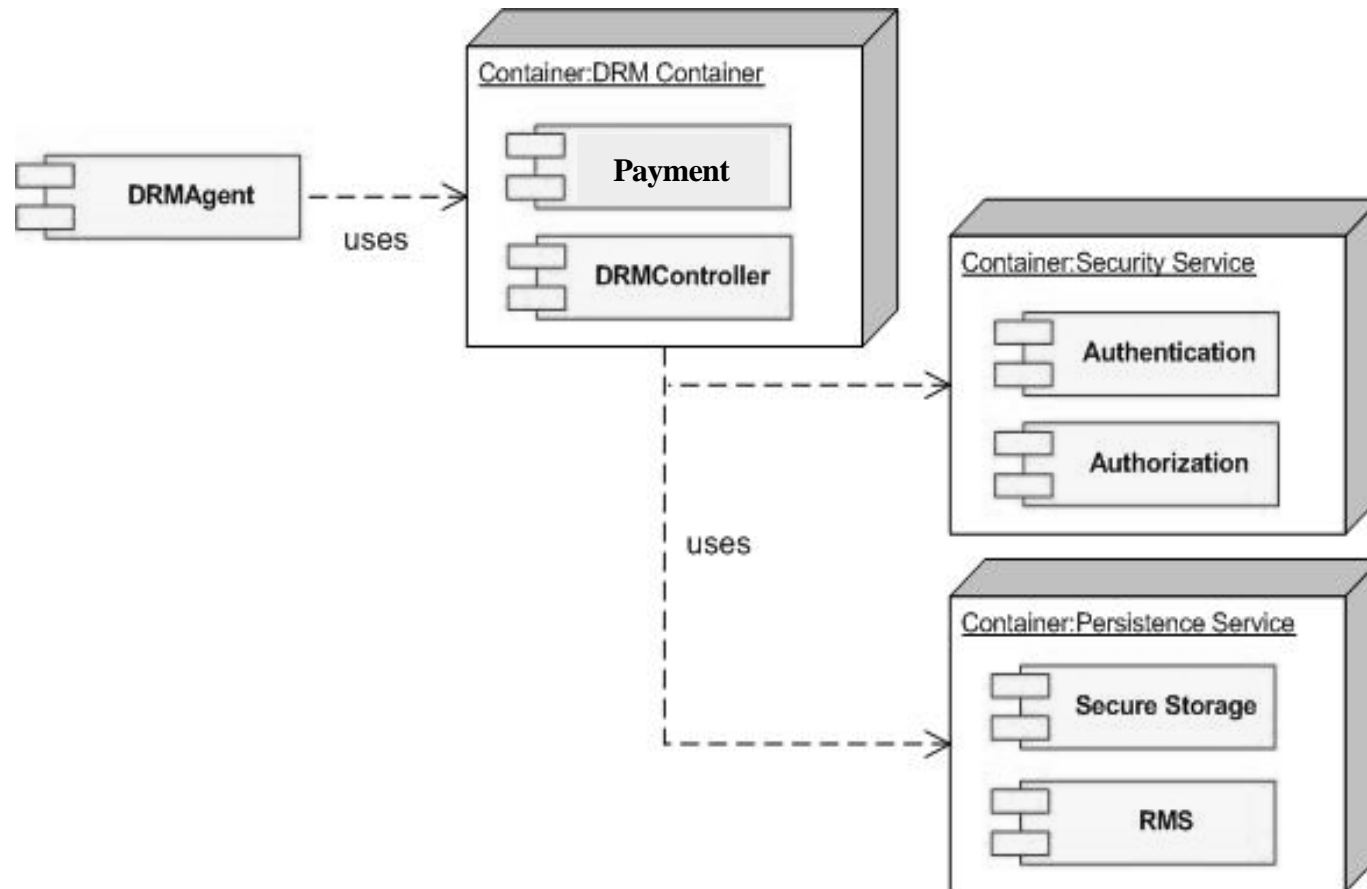 Container:DRM Container
Payment
DRMAgent
uses
DRMController
Container:Security Service
Authentication
Authorization
uses
Container:Persistence Service
Secure Storage
RMS